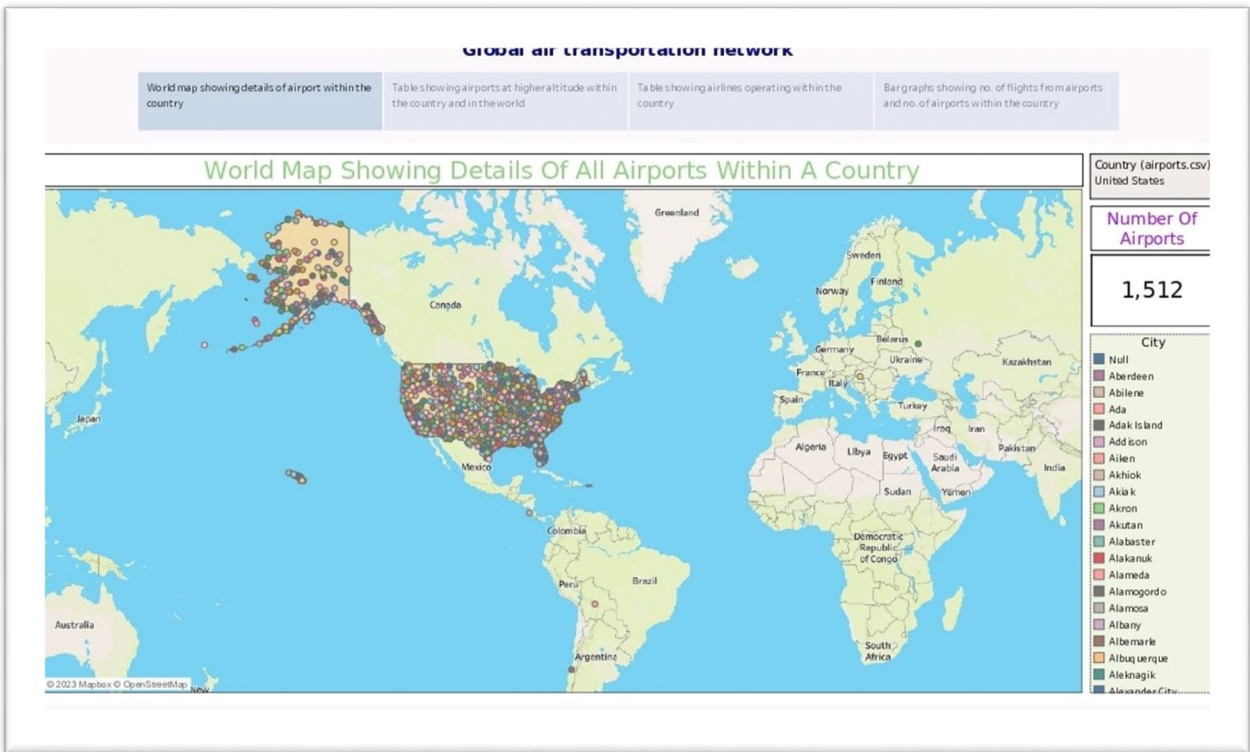 Global air transportation network
World map showing details of airport within the
country
Table showing airports at higher altitude within
the country and in the world
Table showing airlines operating within the
country
Bar graphs showing no. of flights from airports
and no. of airports within the country
World Map Showing Details Of All Airports Within A Country
Country (airports.csv)
United States
Number Of
Airports
1,512
City
Null
Aberdeen
Abilene
Ada
Adak Island
Addison
Aiken
Akhiok
Akiak
Akron
Akutan
Alabaster
Alakanuk
Alameda
Alamogordo
Alamosa
Albany
Albemarle
Albuquerque
Aleknagik
Alexander City
Greenland
Sweden
Finland
Norway
Canada
Belarus
Germany
Ukraine
Kazakhstan
France
Italy
Spain
Turkey
Japan
Iraq
Iran
Algeria
Libya
Egypt
Saudi
Arabia
Pakistan
India
Mexico
Sudan
Yemen
Colombia
Democratic
Republic
of Congo
Peru
Brazil
Australia
South
Africa
Argentina
New
© 2023 Mapbox © OpenStreetMap